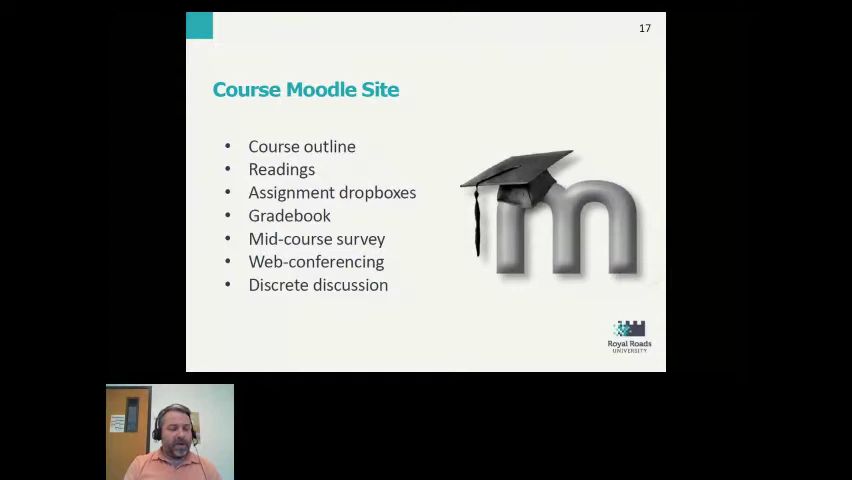 17
Course Moodle Site
• Course outline
• Readings
• Assignment dropboxes
• Gradebook
• Mid-course survey
• Web-conferencing
• Discrete discussion
m
Royal Roads
UNIVERSITY